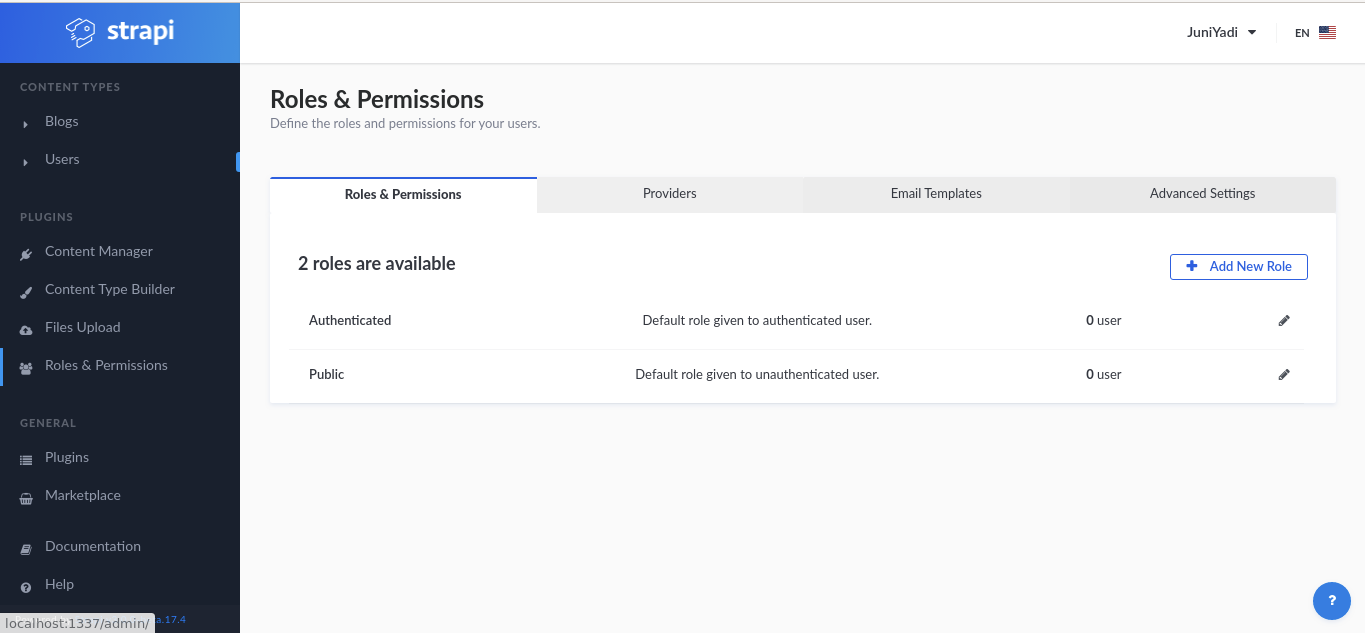 strapi
JuniYadi
EN
CONTENT TYPES
Blogs
Users
PLUGINS
Content Manager
Content Type Builder
Files Upload
Roles & Permissions
GENERAL
Plugins
Marketplace
Documentation
Help
a.17.4
localhost:1337/admin/
Roles & Permissions
Define the roles and permissions for your users.
Roles & Permissions Providers Email Templates Advanced Settings
2 roles are available
+ Add New Role
Authenticated Default role given to authenticated user. 0 user
Public Default role given to unauthenticated user. 0 user
?